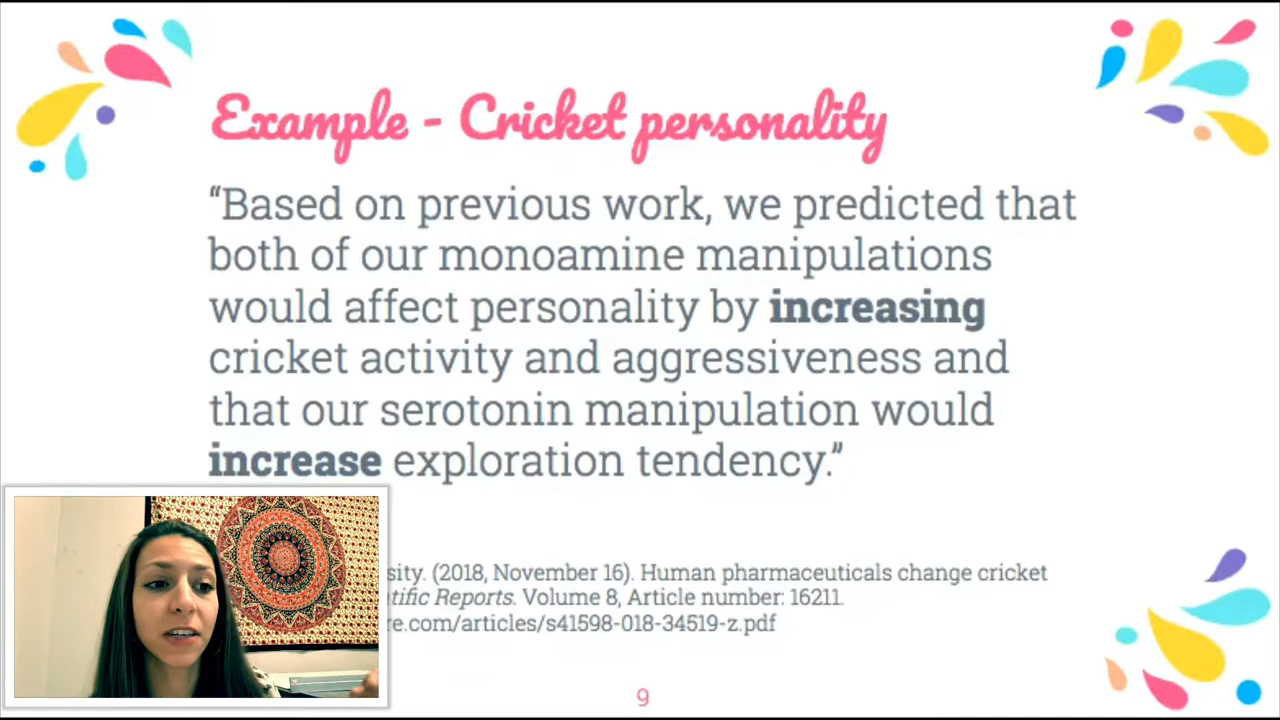 Example - Cricket personality
“Based on previous work, we predicted that
both of our monoamine manipulations
would affect personality by increasing
cricket activity and aggressiveness and
that our serotonin manipulation would
increase exploration tendency.”
(2018, November 16). Human pharmaceuticals change cricket
Reports. Volume 8, Article number: 16211.
re.com/articles/s41598-018-34519-z.pdf
9